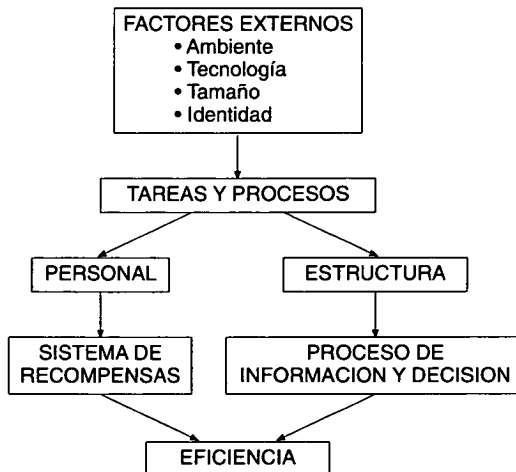 FACTORES EXTERNOS
• Ambiente
• Tecnología
• Tamaño
• Identidad
TAREAS Y PROCESOS
PERSONAL
ESTRUCTURA
SISTEMA DE
RECOMPENSAS
PROCESO DE
INFORMACION Y DECISION
EFICIENCIA